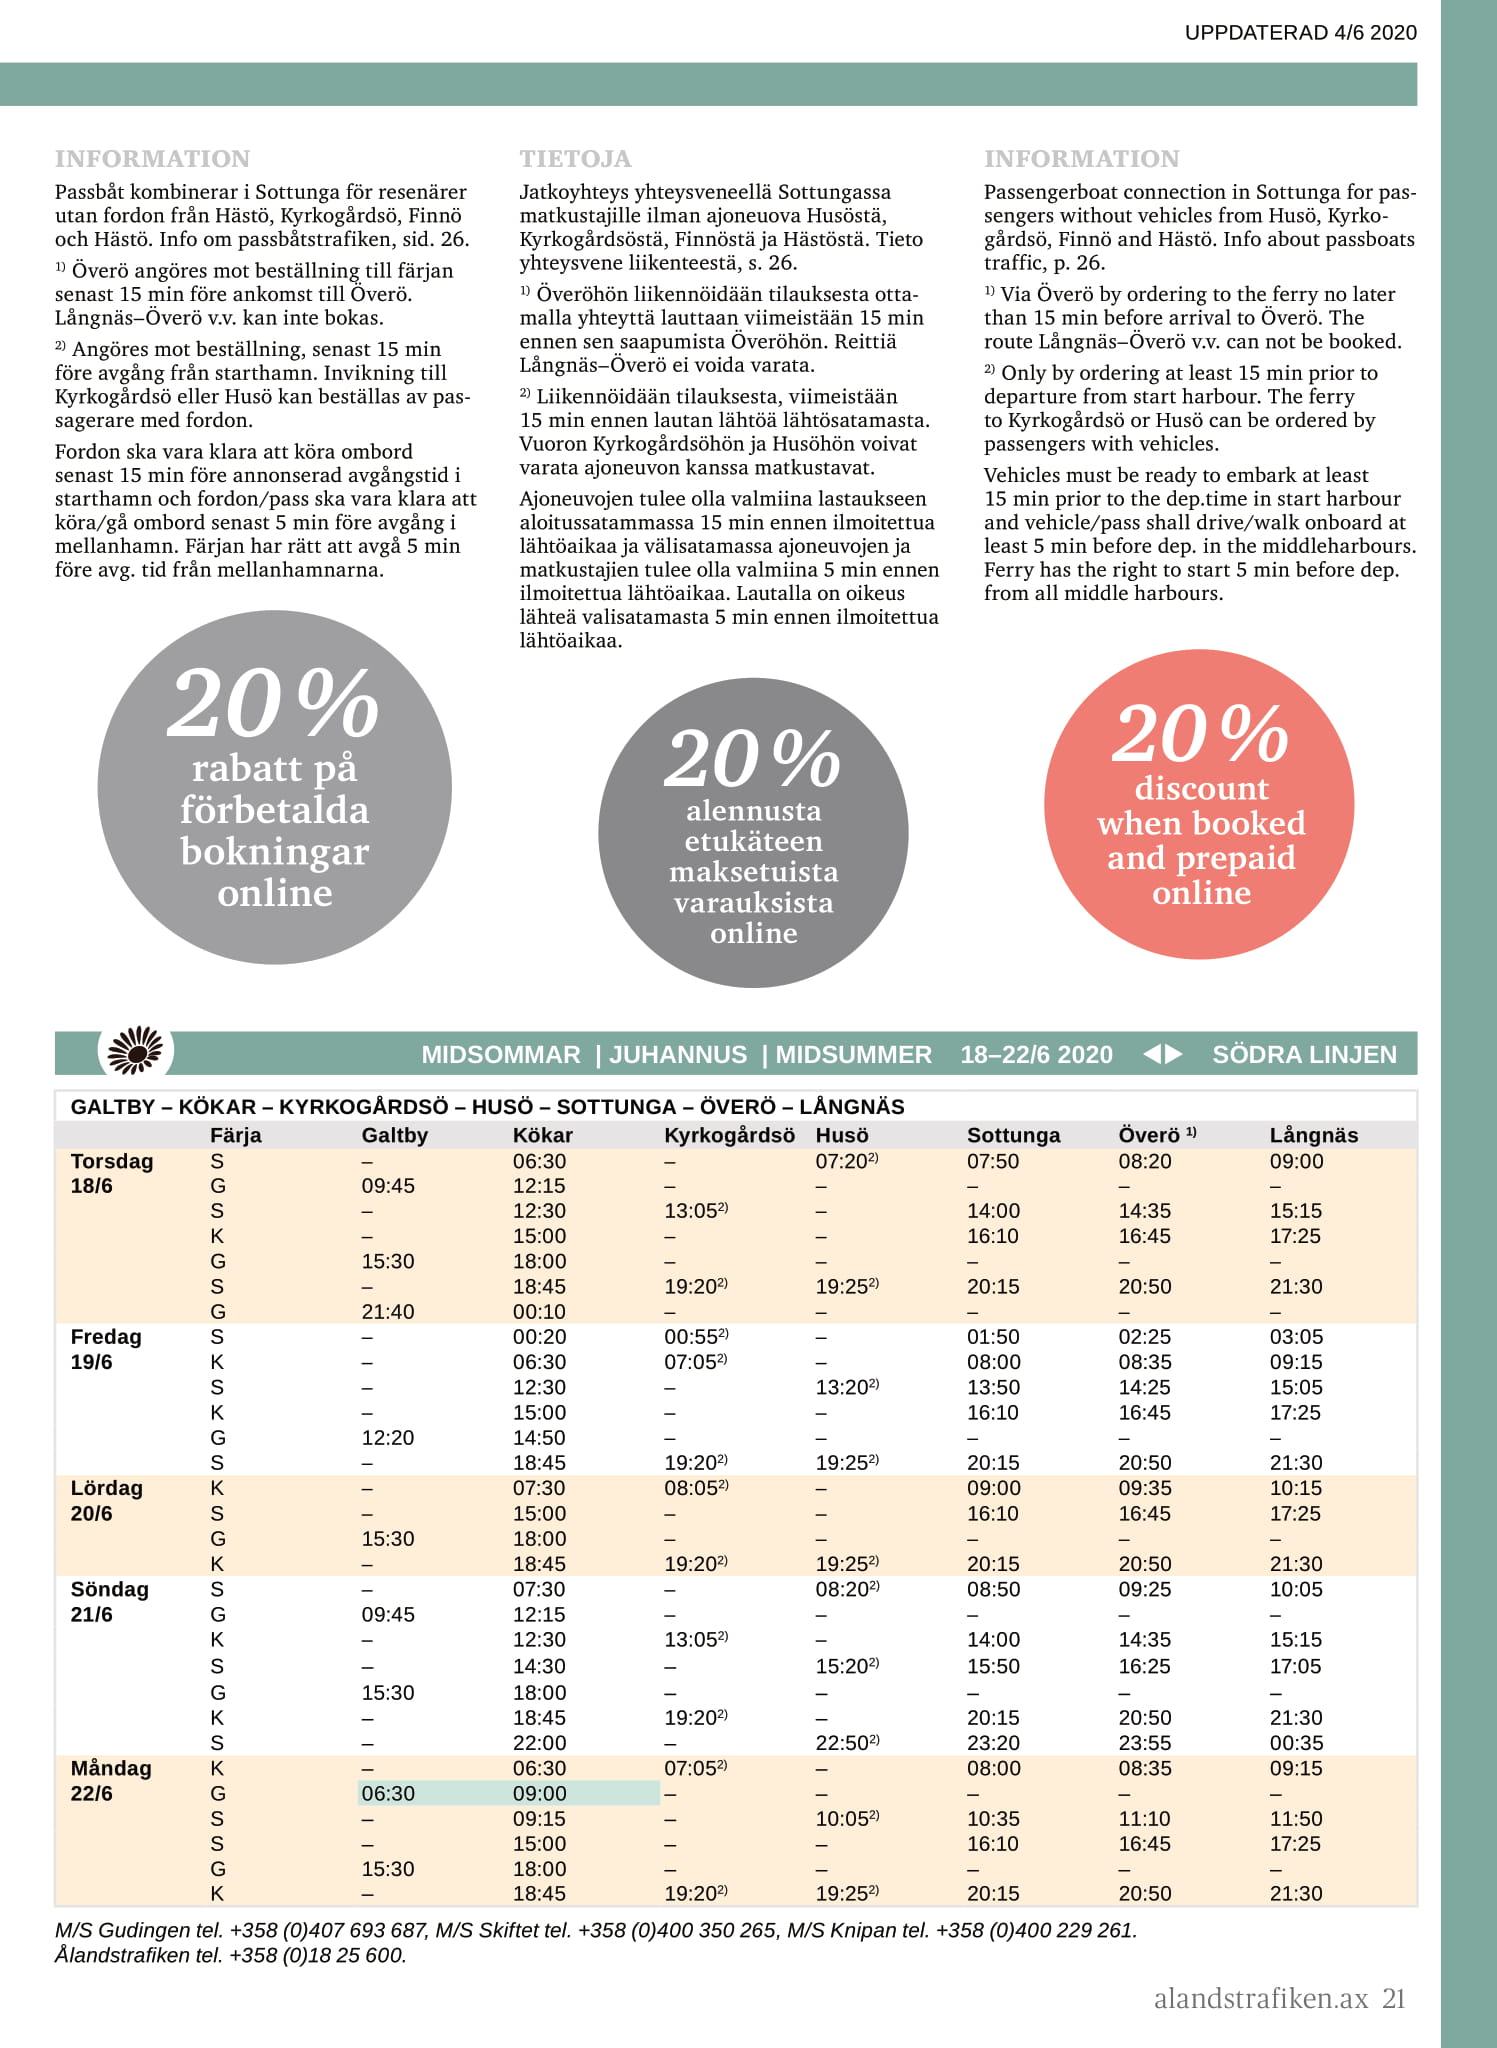 UPPDATERAD 4/6 2020
INFORMATION
Passbåt kombinerar i Sottunga för resenärer
utan fordon från Hästö, Kyrkogårdsö, Finnö
och Hästö. Info om passbåtstrafiken, sid. 26.
1) Överö angöres mot beställning till färjan
senast 15 min före ankomst till Överö.
Långnäs–Överö v.v. kan inte bokas.
2) Angöres mot beställning, senast 15 min
före avgång från starthamn. Invikning till
Kyrkogårdsö eller Husö kan beställas av pas-
sagerare med fordon.
Fordon ska vara klara att köra ombord
senast 15 min före annonserad avgångstid i
starthamn och fordon/pass ska vara klara att
köra/gå ombord senast 5 min före avgång i
mellanhamn. Färjan har rätt att avgå 5 min
före avg. tid från mellanhamnarna.
20 %
rabatt på
förbetalda
bokningar
online
TIETOJA
Jatkoyhteys yhteysveneellä Sottungassa
matkustajille ilman ajoneuova Husöstä,
Kyrkogårdsöstä, Finnöstä ja Hästöstä. Tieto
yhteysvene liikenteestä, s. 26.
1) Överöhön liikennöidään tilauksesta otta-
malla yhteyttä lauttaan viimeistään 15 min
ennen sen saapumista Överöhön. Reittiä
Långnäs–Överö ei voida varata.
2) Liikennöidään tilauksesta, viimeistään
15 min ennen lautan lähtöä lähtösatamasta.
Vuoron Kyrkogårdsöhön ja Husöhön voivat
varata ajoneuvon kanssa matkustavat.
Ajoneuvojen tulee olla valmiina lastaukseen
aloitussatammassa 15 min ennen ilmoitettua
lähtöaikaa ja välisatamassa ajoneuvojen ja
matkustajien tulee olla valmiina 5 min ennen
ilmoitettua lähtöaikaa. Lautalla on oikeus
lähteä valisatamasta 5 min ennen ilmoitettua
lähtöaikaa.
20 %
alennusta
etukäteen
maksetuista
varauksista
online
INFORMATION
Passengerboat connection in Sottunga for pas-
sengers without vehicles from Husö, Kyrko-
gårdsö, Finnö and Hästö. Info about passboats
traffic, p. 26.
1) Via Överö by ordering to the ferry no later
than 15 min before arrival to Överö. The
route Långnäs–Överö v.v. can not be booked.
2) Only by ordering at least 15 min prior to
departure from start harbour. The ferry
to Kyrkogårdsö or Husö can be ordered by
passengers with vehicles.
Vehicles must be ready to embark at least
15 min prior to the dep.time in start harbour
and vehicle/pass shall drive/walk onboard at
least 5 min before dep. in the middleharbours.
Ferry has the right to start 5 min before dep.
from all middle harbours.
20 %
discount
when booked
and prepaid
online
MIDSOMMAR | JUHANNUS | MIDSUMMER 18–22/6 2020 SÖDRA LINJEN
GALTBY – KÖKAR – KYRKOGÅRDSÖ – HUSÖ – SOTTUNGA – ÖVERÖ – LÅNGNÄS
Färja Galtby Kökar Kyrkogårdsö Husö Sottunga Överö 1) Långnäs
Torsdag S – 06:30 – 07:20 2) 07:50 08:20 09:00
18/6 G 09:45 12:15 – – – – –
S – 12:30 13:05 2) – 14:00 14:35 15:15
K – 15:00 – – 16:10 16:45 17:25
G 15:30 18:00 – – – – –
S – 18:45 19:20 2) 19:25 2) 20:15 20:50 21:30
G 21:40 00:10 – – – – –
Fredag S – 00:20 00:55 2) – 01:50 02:25 03:05
19/6 K – 06:30 07:05 2) – 08:00 08:35 09:15
S – 12:30 – 13:20 2) 13:50 14:25 15:05
K – 15:00 – – 16:10 16:45 17:25
G 12:20 14:50 – – – – –
S – 18:45 19:20 2) 19:25 2) 20:15 20:50 21:30
Lördag K – 07:30 08:05 2) – 09:00 09:35 10:15
20/6 S – 15:00 – – 16:10 16:45 17:25
G 15:30 18:00 – – – – –
K – 18:45 19:20 2) 19:25 2) 20:15 20:50 21:30
Söndag S – 07:30 – 08:20 2) 08:50 09:25 10:05
21/6 G 09:45 12:15 – – – – –
K – 12:30 13:05 2) – 14:00 14:35 15:15
S – 14:30 – 15:20 2) 15:50 16:25 17:05
G 15:30 18:00 – – – – –
K – 18:45 19:20 2) – 20:15 20:50 21:30
S – 22:00 – 22:50 2) 23:20 23:55 00:35
Måndag K – 06:30 07:05 2) – 08:00 08:35 09:15
22/6 G 06:30 09:00 – – – – –
S – 09:15 – 10:05 2) 10:35 11:10 11:50
S – 15:00 – – 16:10 16:45 17:25
G 15:30 18:00 – – – – –
K – 18:45 19:20 2) 19:25 2) 20:15 20:50 21:30
M/S Gudingen tel. +358 (0)407 693 687, M/S Skiftet tel. +358 (0)400 350 265, M/S Knipan tel. +358 (0)400 229 261.
Ålandstrafiken tel. +358 (0)18 25 600.
alandstrafiken.ax 21